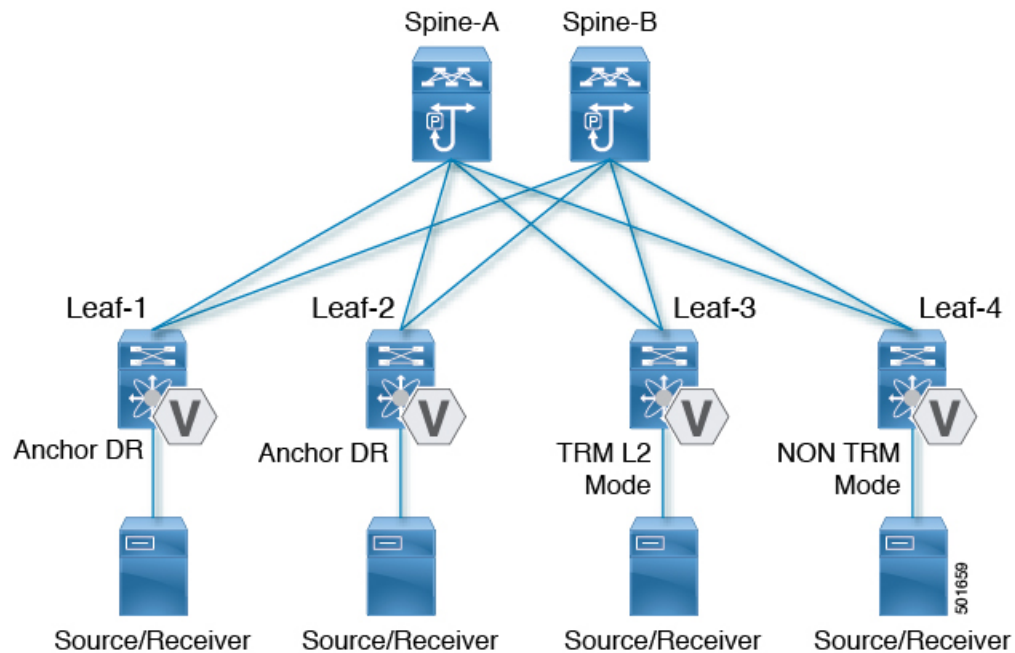 Spine-A
Spine-B
P
P
Leaf-1
Leaf-2
Leaf-3
Leaf-4
V
V
V
V
Anchor DR
Anchor DR
TRM L2
Mode
NON TRM
Mode
501659
Source/Receiver
Source/Receiver
Source/Receiver
Source/Receiver